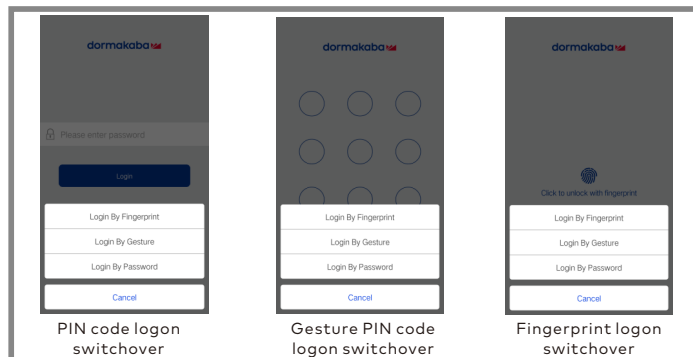 dormakaba
Please enter password
Login
Login By Fingerprint
Login By Gesture
Login By Password
Cancel
PIN code logon
switchover
dormakaba
Login By Fingerprint
Login By Gesture
Login By Password
Cancel
Gesture PIN code
logon switchover
dormakaba
Click to unlock with fingerprint
Login By Fingerprint
Login By Gesture
Login By Password
Cancel
Fingerprint logon
switchover